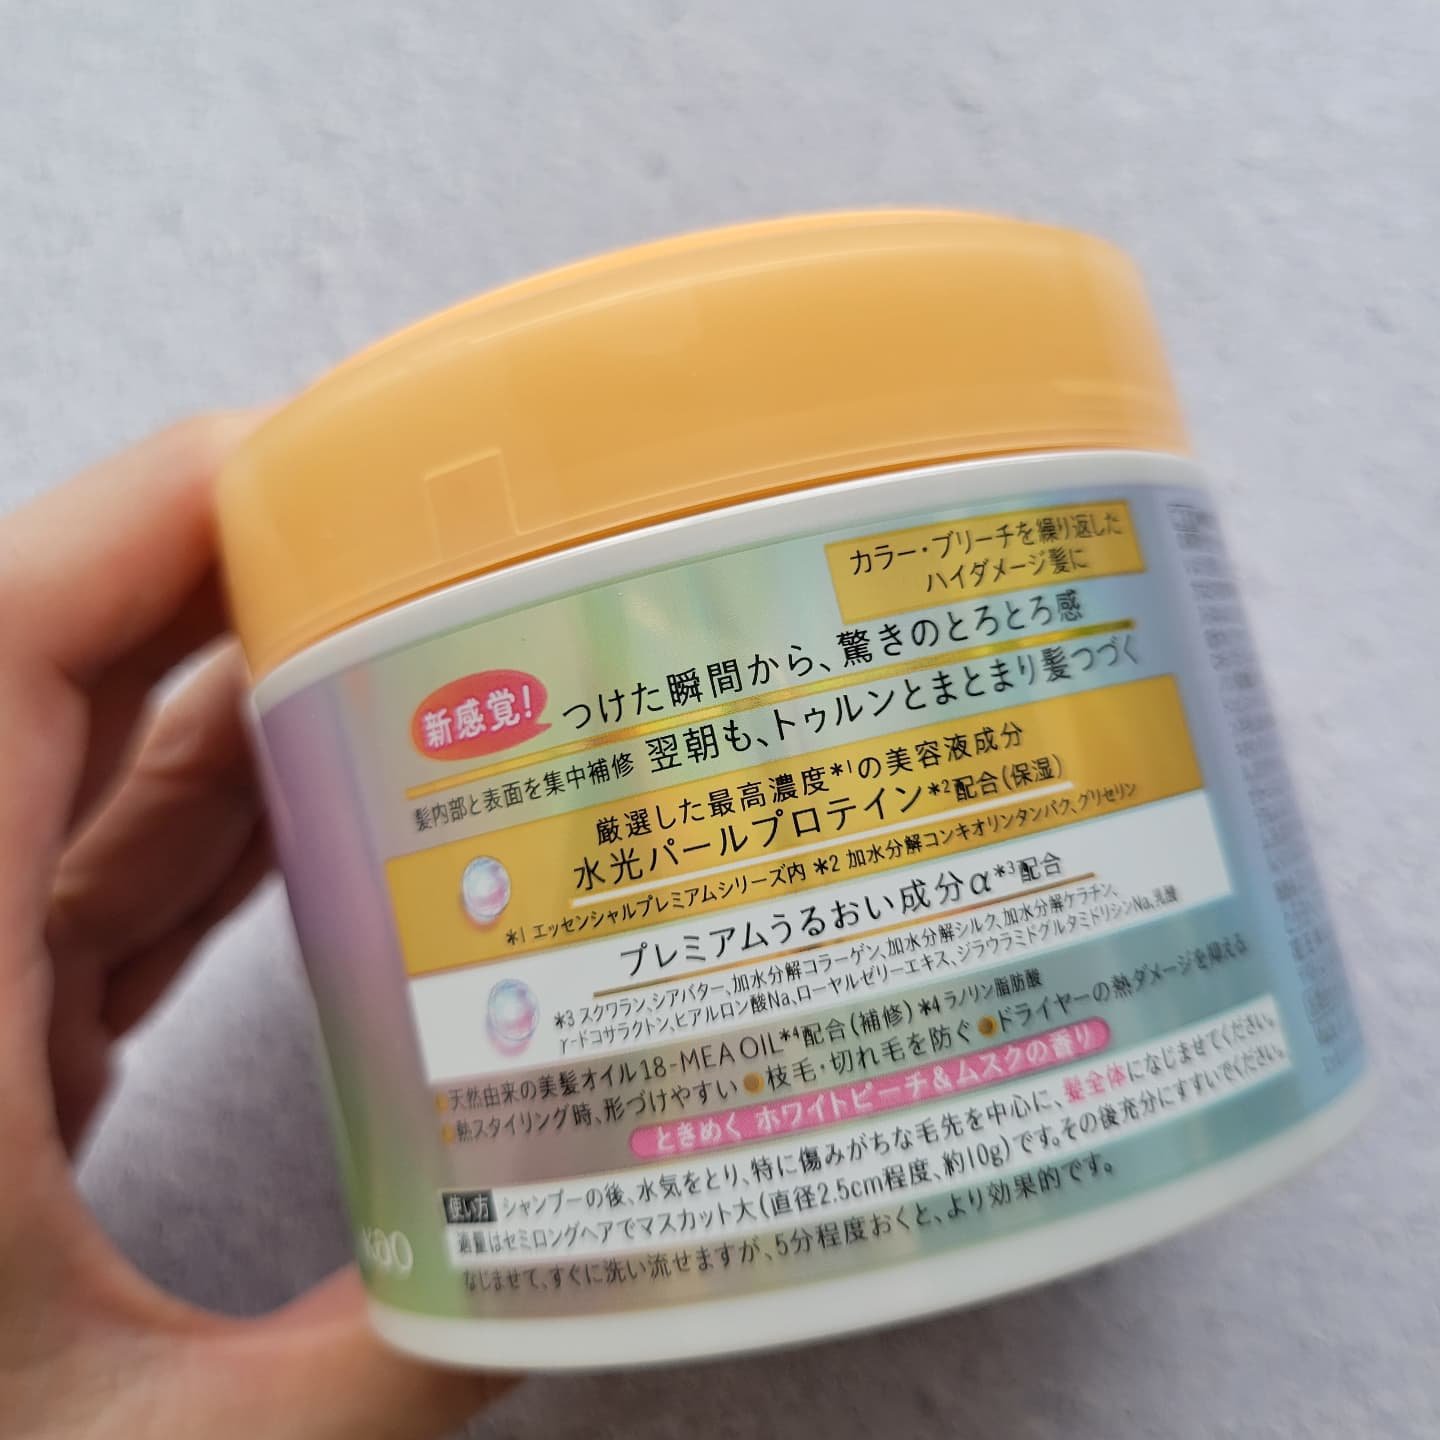 カラー・ブリーチを繰り返した
ハイダメージ髪に
新感覚!
つけた瞬間から、驚きのとろとろ感
髪内部と表面を集中補修 翌朝も、トゥルンとまとまり髪つづく
厳選した最高濃度*1の美容液成分
水光パールプロテイン*2配合(保湿)
*1 エッセンシャルプレミアムシリーズ内 *2 加水分解コンキオリンタンパク、グリセリン
プレミアムうるおい成分α*3配合
*3 スクワラン、シアバター、加水分解コラーゲン、加水分解シルク、加水分解ケラチン、
γ-ドコサラクトン、ヒアルロン酸Na、ローヤルゼリーエキス、ジラウラミドグルタミドリシンNa、乳酸
天然由来の美髪オイル18-MEA OIL*4配合(補修) *4 ラノリン脂肪酸
熱スタイリング時、形づけやすい ●枝毛・切れ毛を防ぐ ●ドライヤーの熱ダメージを抑える
ときめく ホワイトピーチ&ムスクの香り
使い方 シャンプーの後、水気をとり、特に傷みがちな毛先を中心に、髪全体になじませてください。
適量はセミロングヘアでマスカット大(直径2.5cm程度、約10g)です。その後充分にすすいでください。
なじませて、すぐに洗い流せますが、5分程度おくと、より効果的です。
Kao